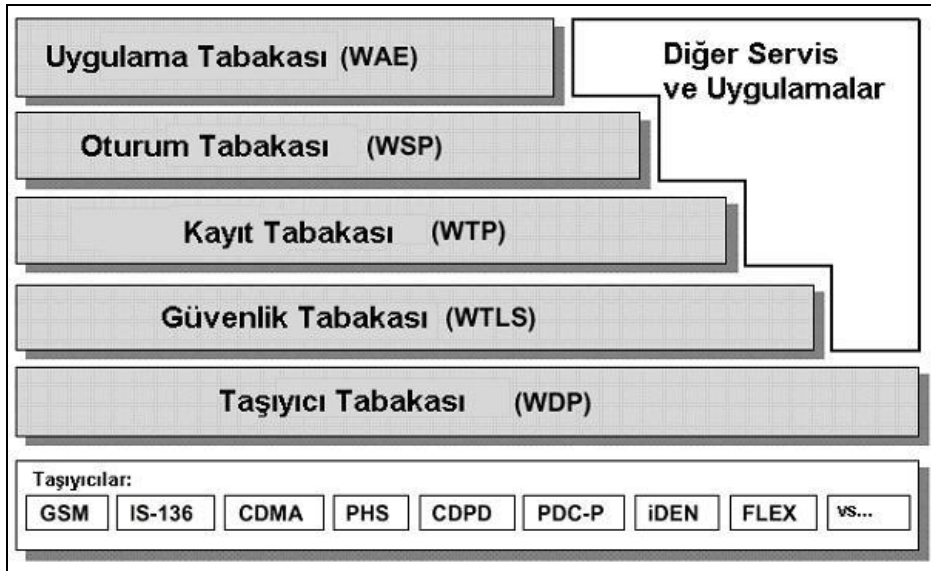 Uygulama Tabakası (WAE)
Diğer Servis
ve Uygulamalar
Oturum Tabakası (WSP)
Kayıt Tabakası (WTP)
Güvenlik Tabakası (WTLS)
Taşıyıcı Tabakası (WDP)
Taşıyıcılar:
GSM IS-136 CDMA PHS CDPD PDC-P iDEN FLEX vs...